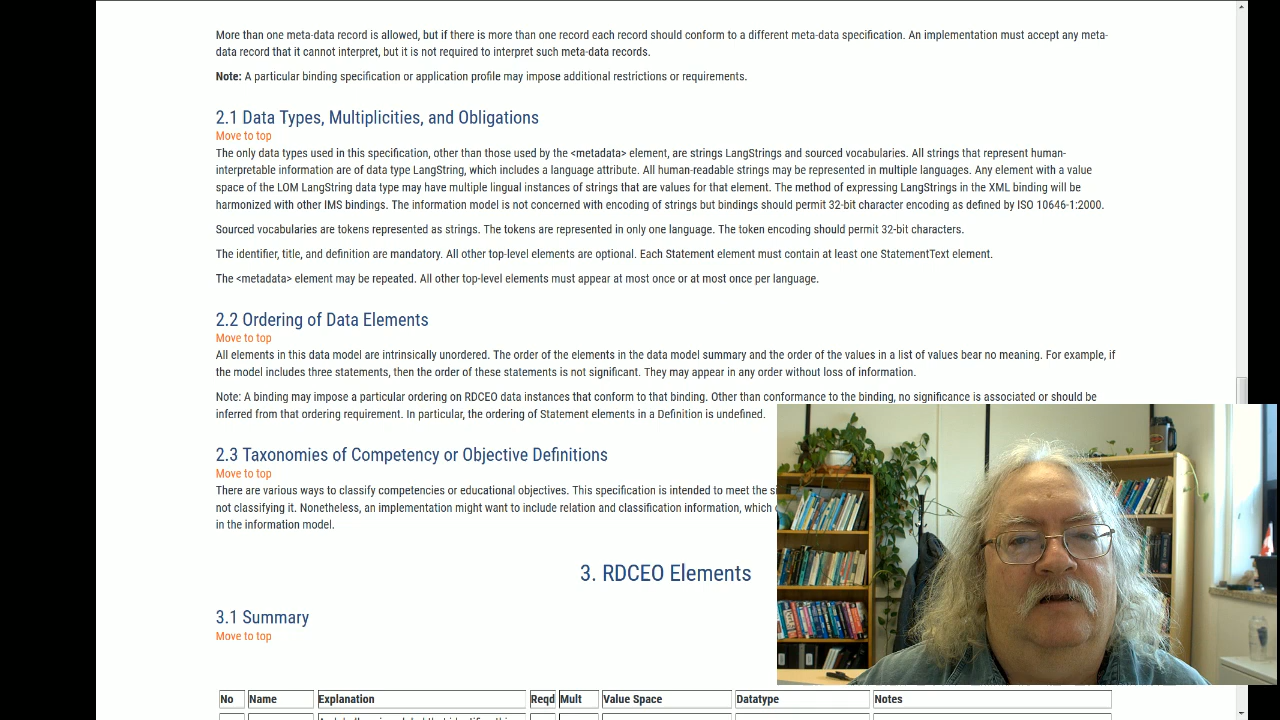 More than one meta-data record is allowed, but if there is more than one record each record should conform to a different meta-data specification. An implementation must accept any meta-
data record that it cannot interpret, but it is not required to interpret such meta-data records.
Note: A particular binding specification or application profile may impose additional restrictions or requirements.
2.1 Data Types, Multiplicities, and Obligations
Move to top
The only data types used in this specification, other than those used by the <metadata> element, are strings LangStrings and sourced vocabularies. All strings that represent human-
interpretable information are of data type LangString, which includes a language attribute. All human-readable strings may be represented in multiple languages. Any element with a value
space of the LOM LangString data type may have multiple lingual instances of strings that are values for that element. The method of expressing LangStrings in the XML binding will be
harmonized with other IMS bindings. The information model is not concerned with encoding of strings but bindings should permit 32-bit character encoding as defined by ISO 10646-1:2000.
Sourced vocabularies are tokens represented as strings. The tokens are represented in only one language. The token encoding should permit 32-bit characters.
The identifier, title, and definition are mandatory. All other top-level elements are optional. Each Statement element must contain at least one StatementText element.
The <metadata> element may be repeated. All other top-level elements must appear at most once or at most once per language.
2.2 Ordering of Data Elements
Move to top
All elements in this data model are intrinsically unordered. The order of the elements in the data model summary and the order of the values in a list of values bear no meaning. For example, if
the model includes three statements, then the order of these statements is not significant. They may appear in any order without loss of information.
Note: A binding may impose a particular ordering on RDCEO data instances that conform to that binding. Other than conformance to the binding, no significance is associated or should be
inferred from that ordering requirement. In particular, the ordering of Statement elements in a Definition is undefined.
2.3 Taxonomies of Competency or Objective Definitions
Move to top
There are various ways to classify competencies or educational objectives. This specification is intended to meet the
not classifying it. Nonetheless, an implementation might want to include relation and classification information, which
in the information model.
3. RDCEO Elements
3.1 Summary
Move to top
No Name Explanation Reqd Mult Value Space Datatype Notes